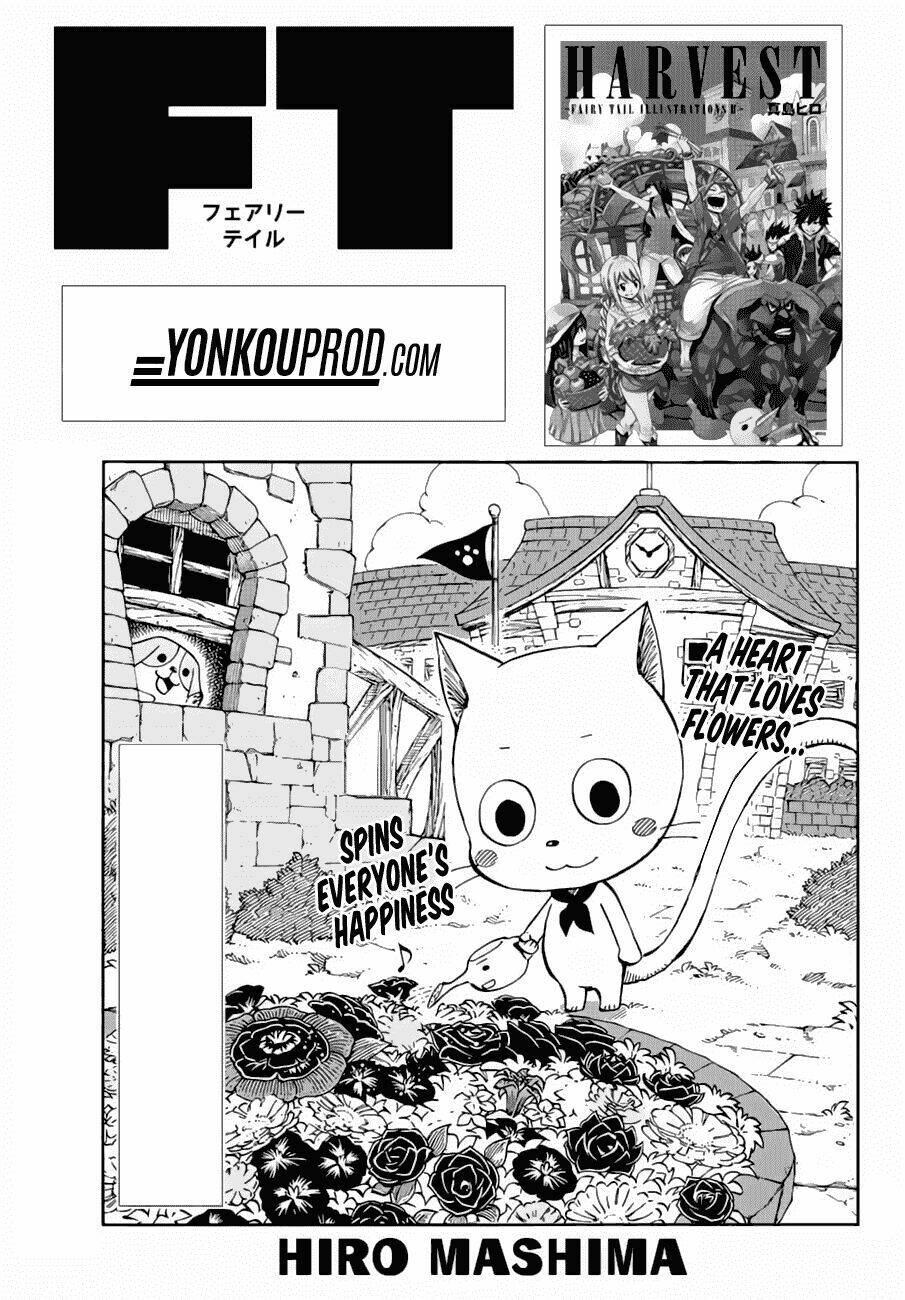 FT
フェアリー
テイル
HARVEST
~FAIRY TAIL ILLUSTRATIONS II~
真島ヒロ
YONKOUPROD.COM
A HEART
THAT LOVES
FLOWERS...
SPINS
EVERYONE'S
HAPPINESS
HIRO MASHIMA